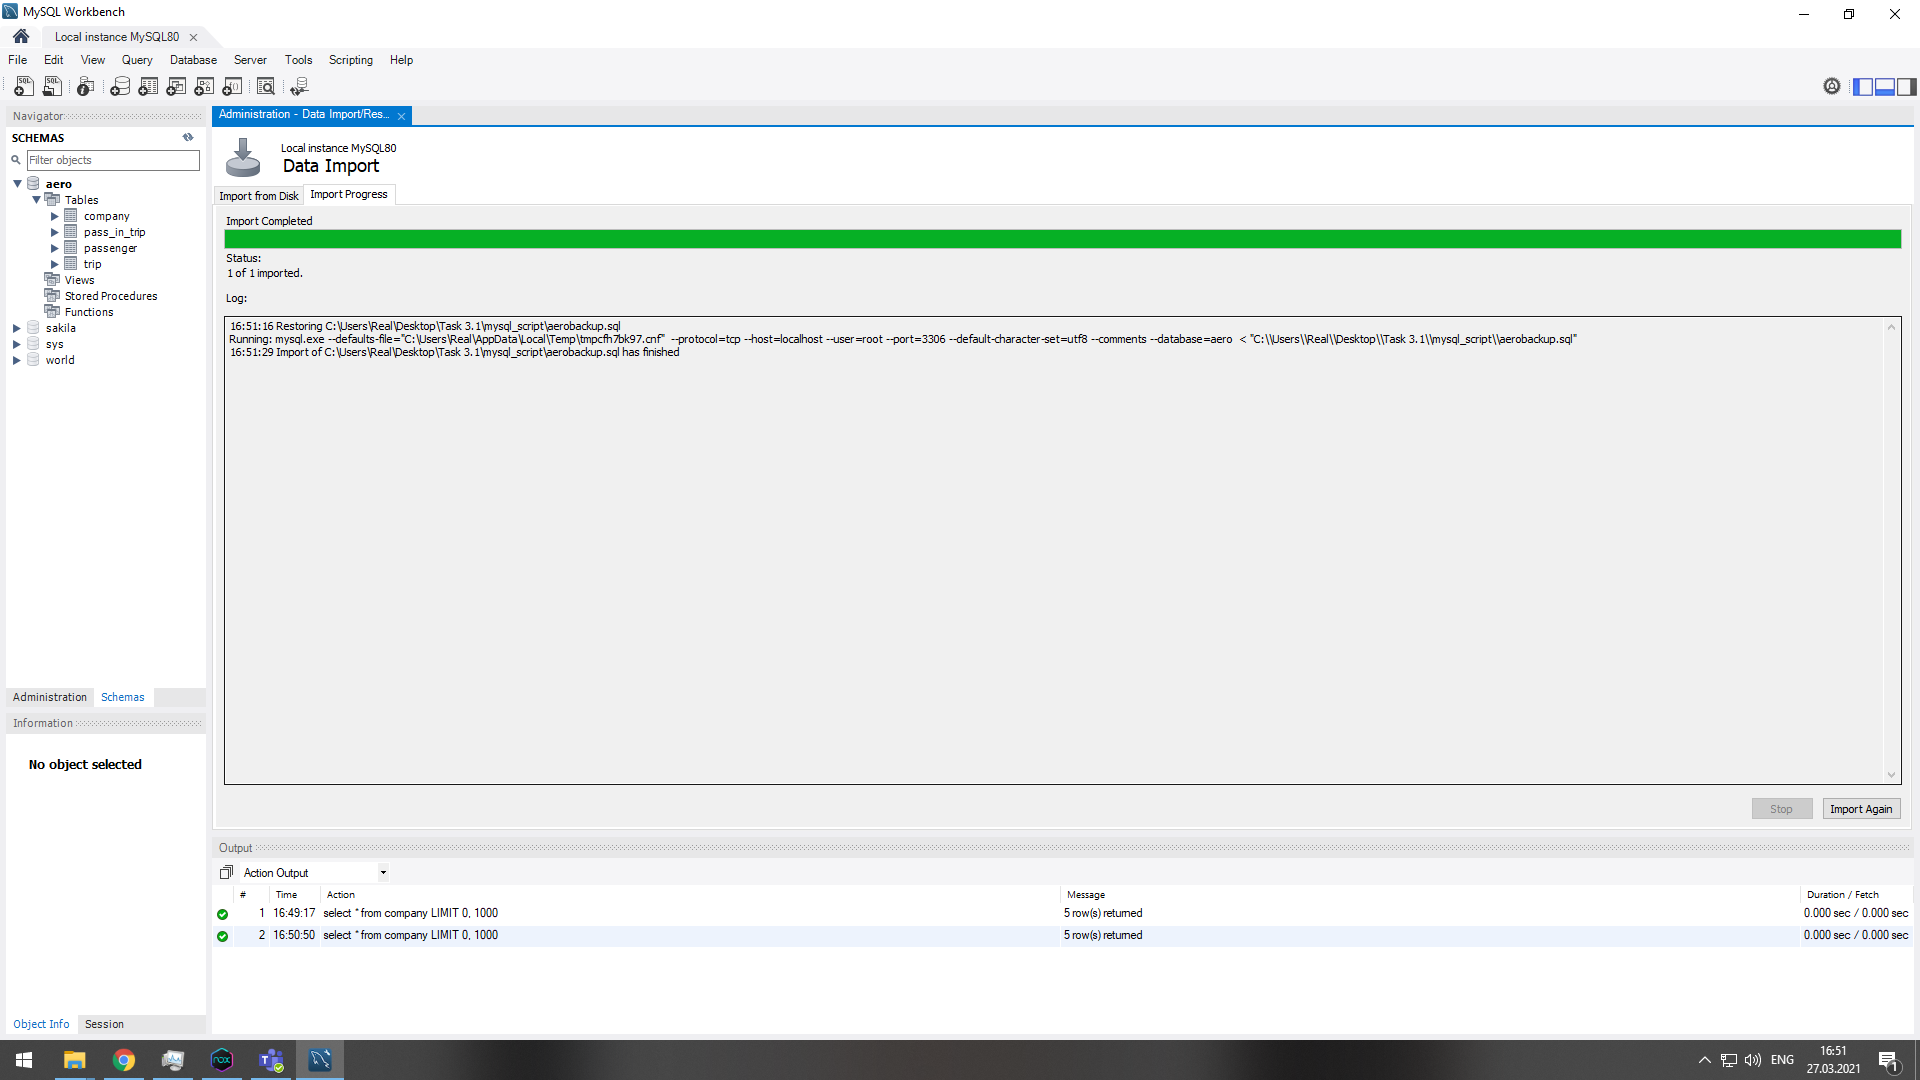 MySQL Workbench
Local instance MySQL80
File Edit View Query Database Server Tools Scripting Help
Navigator
SCHEMAS
Filter objects
aero
Tables
company
pass_in_trip
passenger
trip
Views
Stored Procedures
Functions
sakila
sys
world
Administration Schemas
Information
No object selected
Object Info Session
Administration - Data Import/Res...
Local instance MySQL80
Data Import
Import from Disk Import Progress
Import Completed
Status:
1 of 1 imported.
Log:
16:51:16 Restoring C:\Users\Real\Desktop\Task 3.1\mysql_script\aerobackup.sql
Running: mysql.exe --defaults-file="C:\Users\Real\AppData\Local\Temp\tmpcfh7bk97.cnf" --protocol=tcp --host=localhost --user=root --port=3306 --default-character-set=utf8 --comments --database=aero < "C:\\Users\\Real\\Desktop\\Task 3.1\\mysql_script\\aerobackup.sql"
16:51:29 Import of C:\Users\Real\Desktop\Task 3.1\mysql_script\aerobackup.sql has finished
Stop Import Again
Output
Action Output
# Time Action Message Duration / Fetch
1 16:49:17 select * from company LIMIT 0, 1000 5 row(s) returned 0.000 sec / 0.000 sec
2 16:50:50 select * from company LIMIT 0, 1000 5 row(s) returned 0.000 sec / 0.000 sec
nox
ENG
16:51
27.03.2021
1